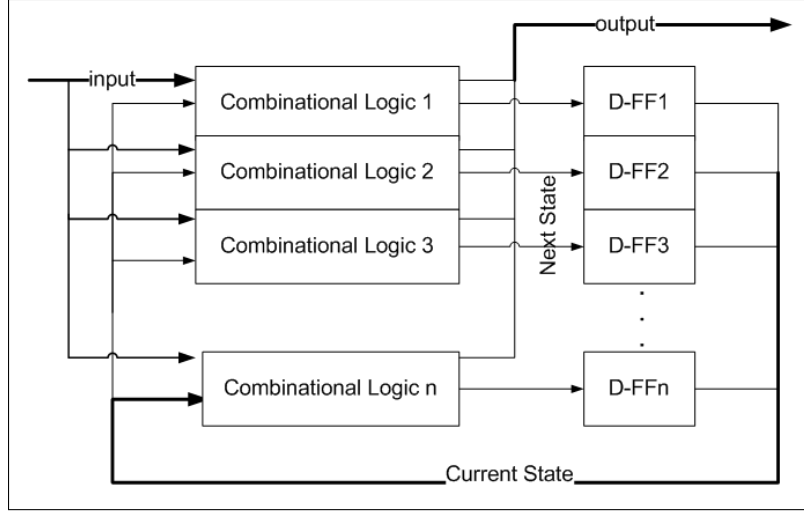 output
input
Combinational Logic 1
D-FF1
Combinational Logic 2
D-FF2
Next State
Combinational Logic 3
D-FF3
Combinational Logic n
D-FFn
Current State